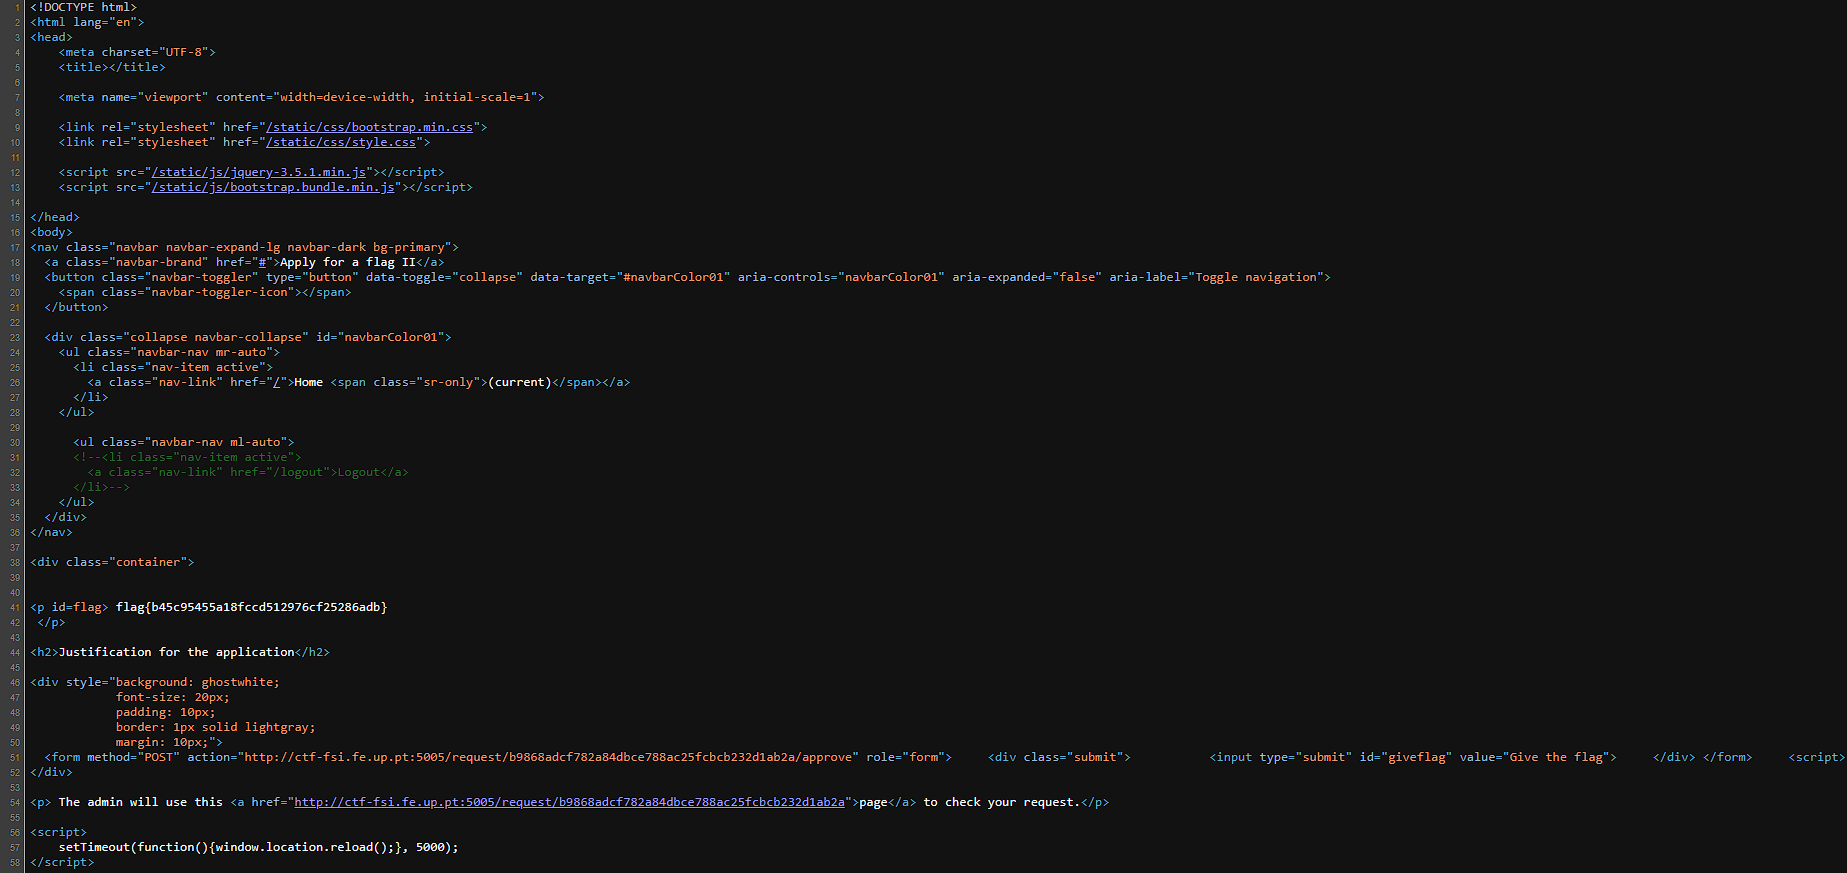 1 <!DOCTYPE html>
2 <html lang="en">
3 <head>
4     <meta charset="UTF-8">
5     <title></title>
6
7     <meta name="viewport" content="width=device-width, initial-scale=1">
8
9     <link rel="stylesheet" href="/static/css/bootstrap.min.css">
10     <link rel="stylesheet" href="/static/css/style.css">
11
12     <script src="/static/js/jquery-3.5.1.min.js"></script>
13     <script src="/static/js/bootstrap.bundle.min.js"></script>
14
15 </head>
16 <body>
17 <nav class="navbar navbar-expand-lg navbar-dark bg-primary">
18   <a class="navbar-brand" href="#">Apply for a flag II</a>
19   <button class="navbar-toggler" type="button" data-toggle="collapse" data-target="#navbarColor01" aria-controls="navbarColor01" aria-expanded="false" aria-label="Toggle navigation">
20     <span class="navbar-toggler-icon"></span>
21   </button>
22
23   <div class="collapse navbar-collapse" id="navbarColor01">
24     <ul class="navbar-nav mr-auto">
25       <li class="nav-item active">
26         <a class="nav-link" href="/">Home <span class="sr-only">(current)</span></a>
27       </li>
28     </ul>
29
30       <ul class="navbar-nav ml-auto">
31       <!--<li class="nav-item active">
32         <a class="nav-link" href="/logout">Logout</a>
33       </li>-->
34     </ul>
35   </div>
36 </nav>
37
38 <div class="container">
39
40
41 <p id=flag> flag{b45c95455a18fccd512976cf25286adb}
42  </p>
43
44 <h2>Justification for the application</h2>
45
46 <div style="background: ghostwhite;
47             font-size: 20px;
48             padding: 10px;
49             border: 1px solid lightgray;
50             margin: 10px;">
51   <form method="POST" action="http://ctf-fsi.fe.up.pt:5005/request/b9868adcf782a84dbce788ac25fcbcb232d1ab2a/approve" role="form">     <div class="submit">           <input type="submit" id="giveflag" value="Give the flag">     </div> </form>     <script>
52 </div>
53
54 <p> The admin will use this <a href="http://ctf-fsi.fe.up.pt:5005/request/b9868adcf782a84dbce788ac25fcbcb232d1ab2a">page</a> to check your request.</p>
55
56 <script>
57     setTimeout(function(){window.location.reload();}, 5000);
58 </script>